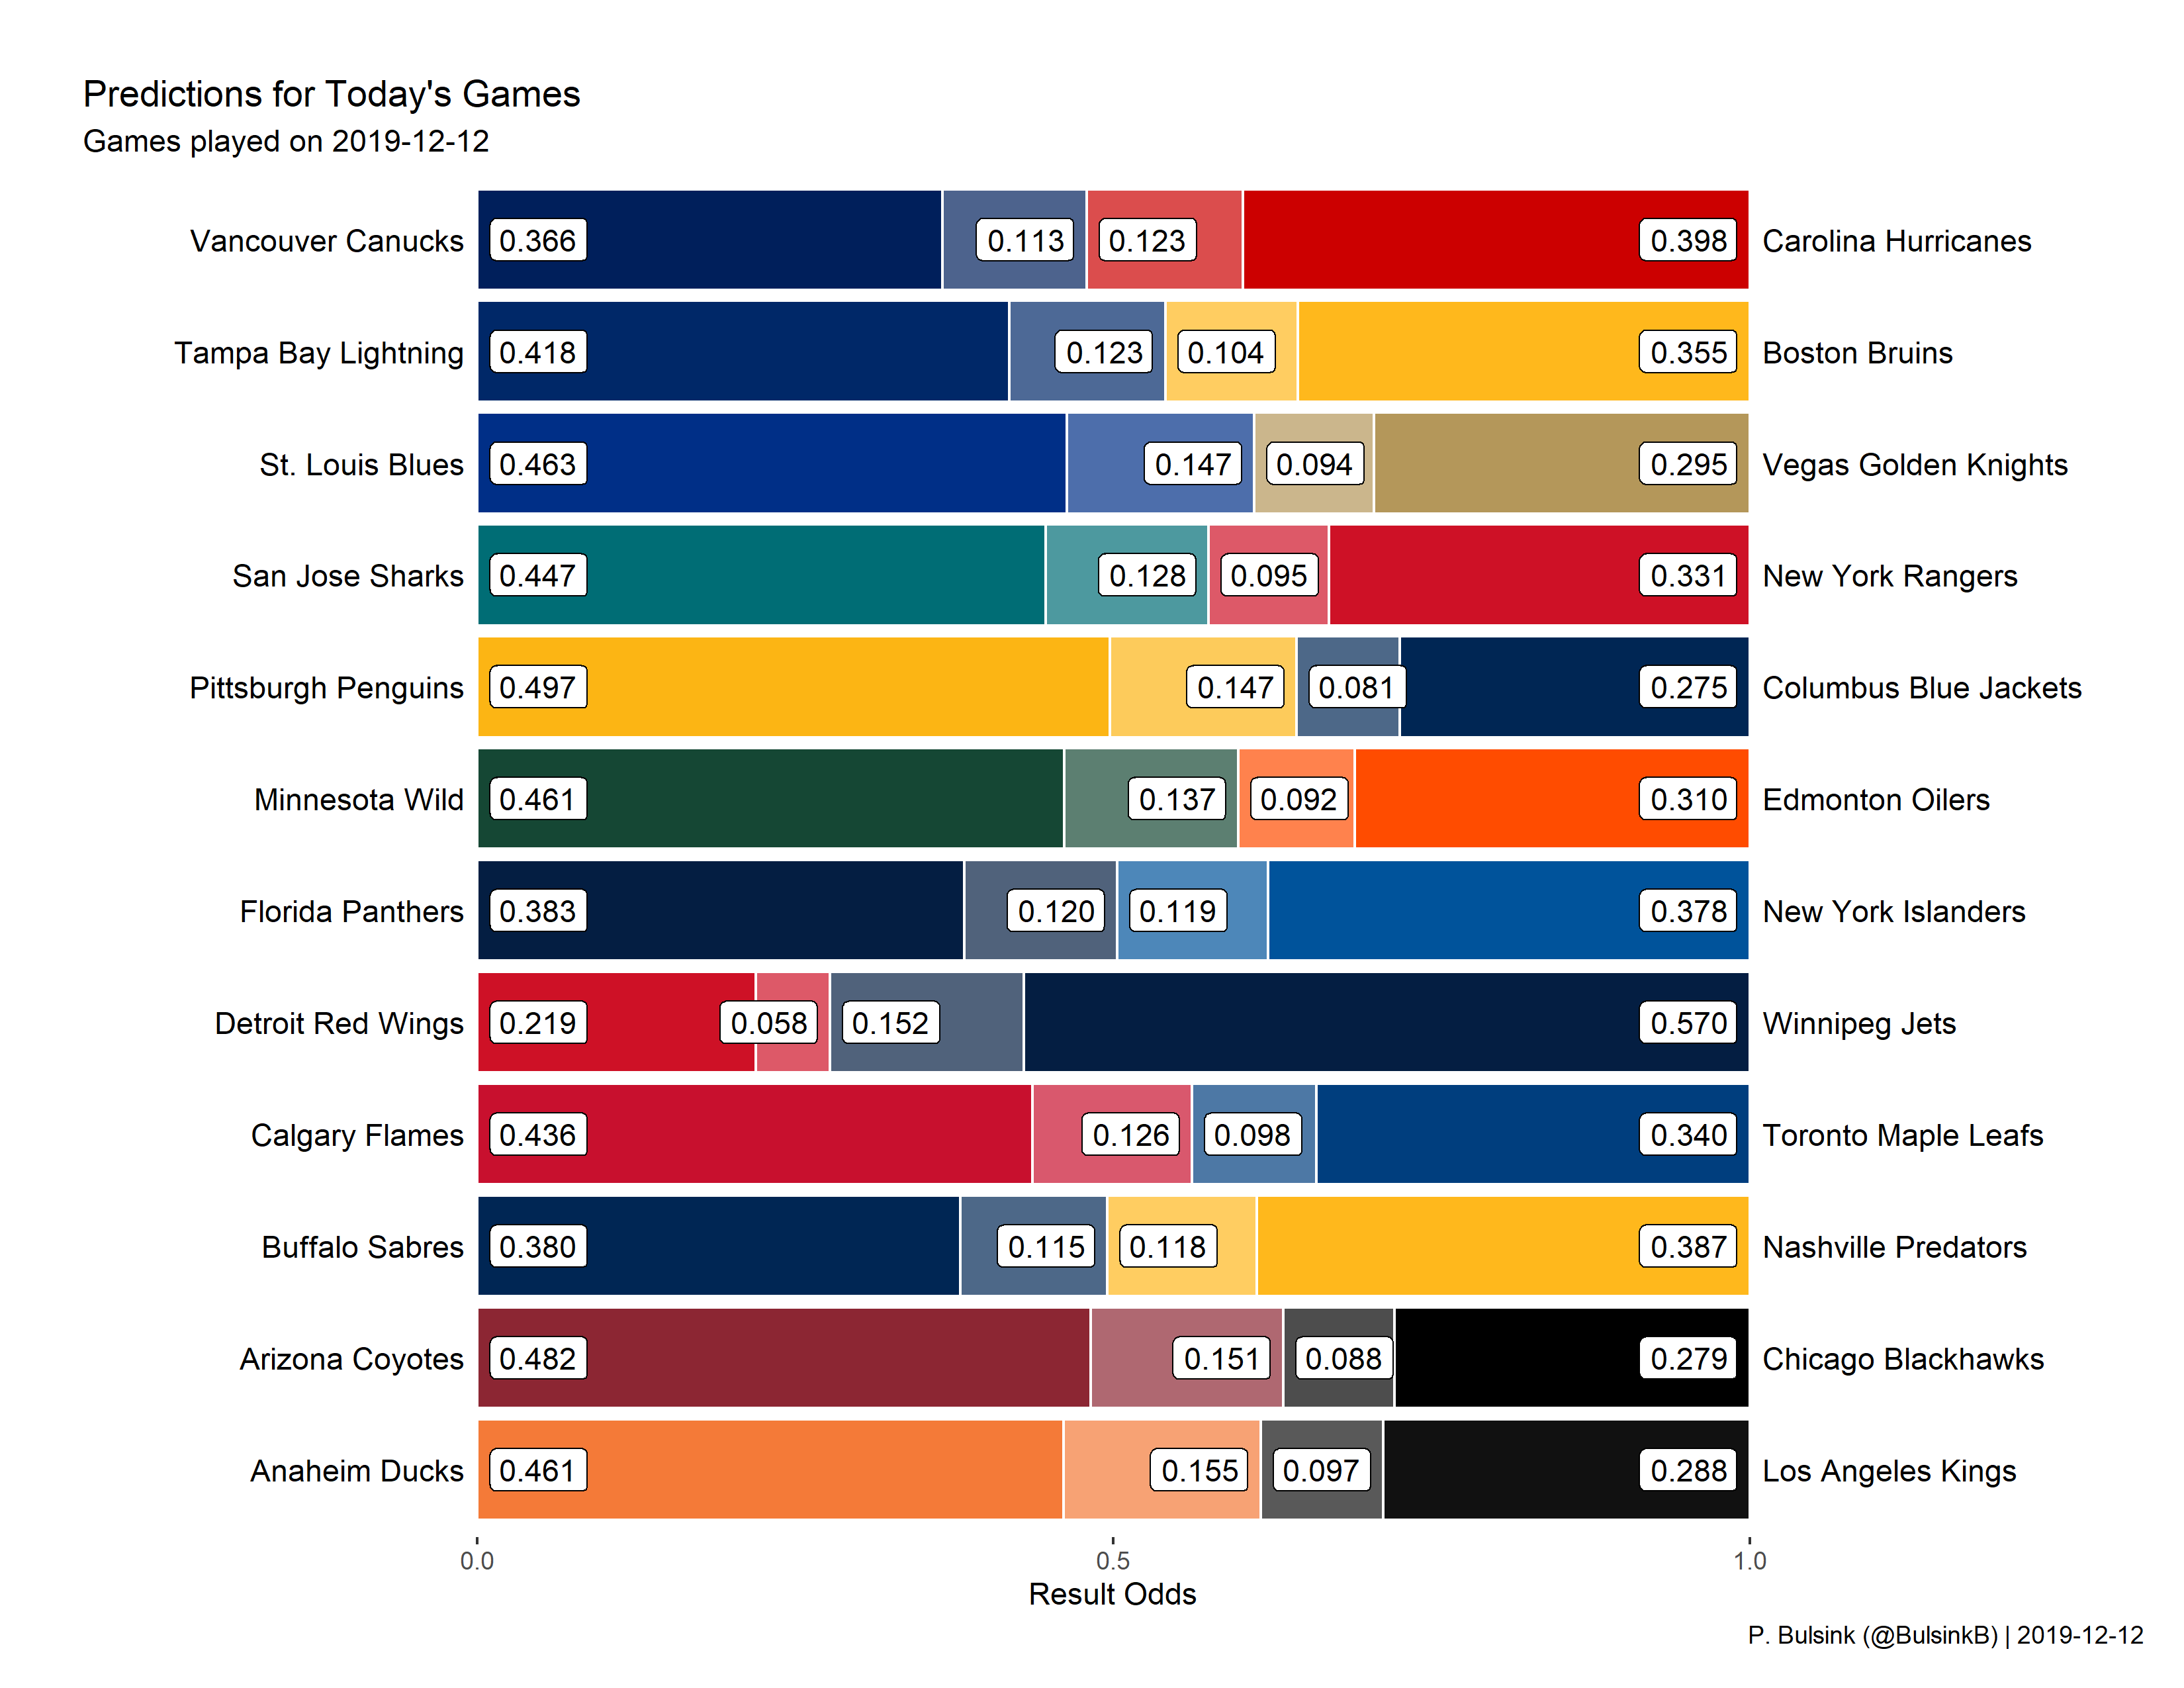 Predictions for Today's Games
Games played on 2019-12-12
Vancouver Canucks 0.366 0.113 0.123 0.398 Carolina Hurricanes
Tampa Bay Lightning 0.418 0.123 0.104 0.355 Boston Bruins
St. Louis Blues 0.463 0.147 0.094 0.295 Vegas Golden Knights
San Jose Sharks 0.447 0.128 0.095 0.331 New York Rangers
Pittsburgh Penguins 0.497 0.147 0.081 0.275 Columbus Blue Jackets
Minnesota Wild 0.461 0.137 0.092 0.310 Edmonton Oilers
Florida Panthers 0.383 0.120 0.119 0.378 New York Islanders
Detroit Red Wings 0.219 0.058 0.152 0.570 Winnipeg Jets
Calgary Flames 0.436 0.126 0.098 0.340 Toronto Maple Leafs
Buffalo Sabres 0.380 0.115 0.118 0.387 Nashville Predators
Arizona Coyotes 0.482 0.151 0.088 0.279 Chicago Blackhawks
Anaheim Ducks 0.461 0.155 0.097 0.288 Los Angeles Kings
0.0 0.5 1.0
Result Odds
P. Bulsink (@BulsinkB) | 2019-12-12